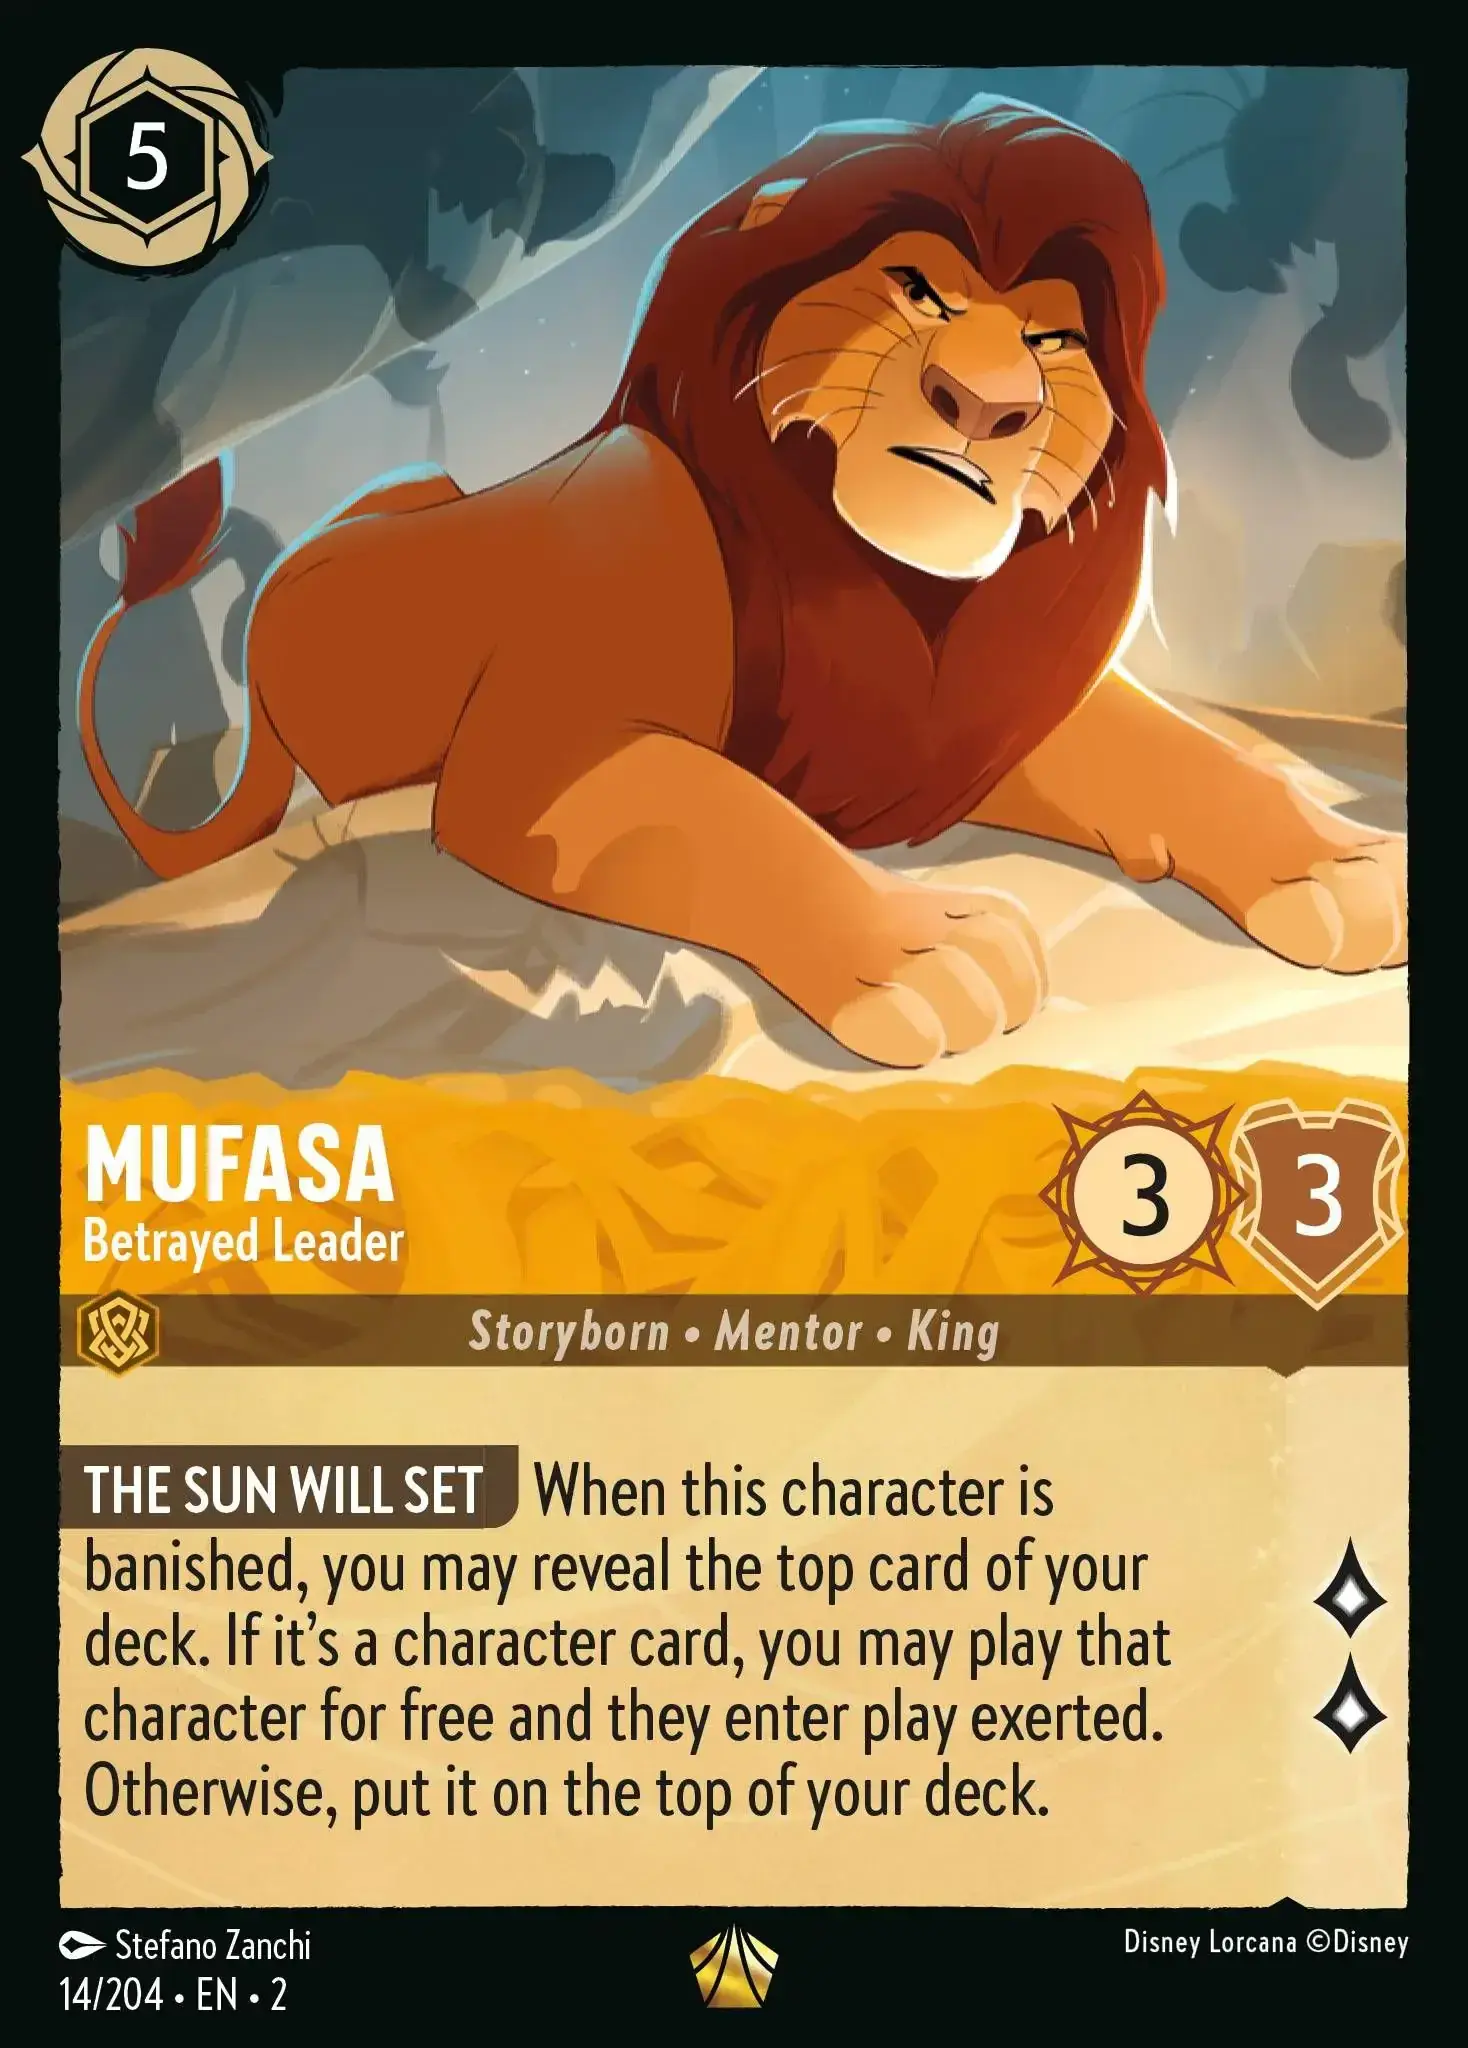 5
MUFASA
Betrayed Leader
3
3
Storyborn • Mentor • King
THE SUN WILL SET When this character is
banished, you may reveal the top card of your
deck. If it's a character card, you may play that
character for free and they enter play exerted.
Otherwise, put it on the top of your deck.
Stefano Zanchi
14/204 • EN • 2
Disney Lorcana ©Disney